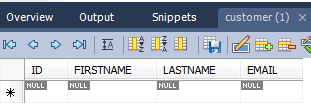 Overview Output Snippets customer (1)
ID FIRSTNAME LASTNAME EMAIL
NULL NULL NULL NULL